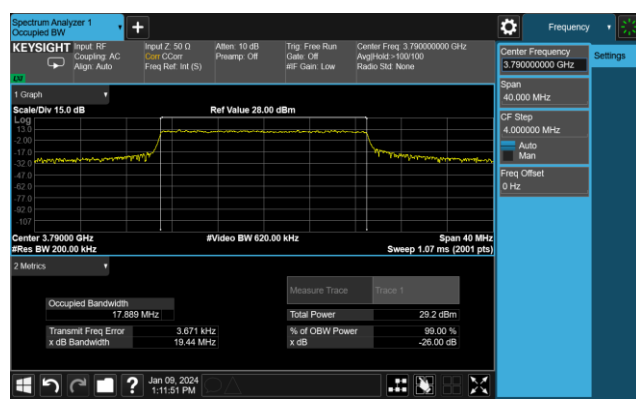 Spectrum Analyzer 1
Occupied BW
Frequency
KEYSIGHT
Input: RF
Coupling: AC
Align: Auto
Input Z: 50 Ω
Corr CCorr
Freq Ref: Int (S)
Atten: 10 dB
Preamp: Off
Trig: Free Run
Gate: Off
#IF Gain: Low
Center Freq: 3.790000000 GHz
Avg|Hold:>100/100
Radio Std: None
Center Frequency
3.790000000 GHz
Settings
Span
40.000 MHz
CF Step
4.000000 MHz
Auto
Man
Freq Offset
0 Hz
1 Graph
Scale/Div 15.0 dB
Ref Value 28.00 dBm
Log
13.0
-2.00
-17.0
-32.0
-47.0
-62.0
-77.0
-92.0
-107
Center 3.79000 GHz
#Video BW 620.00 kHz
Span 40 MHz
#Res BW 200.00 kHz
Sweep 1.07 ms (2001 pts)
2 Metrics
Measure Trace
Trace 1
Occupied Bandwidth
17.889 MHz
Total Power
29.2 dBm
Transmit Freq Error
3.671 kHz
% of OBW Power
99.00 %
x dB Bandwidth
19.44 MHz
x dB
-26.00 dB
?
Jan 09, 2024
1:11:51 PM